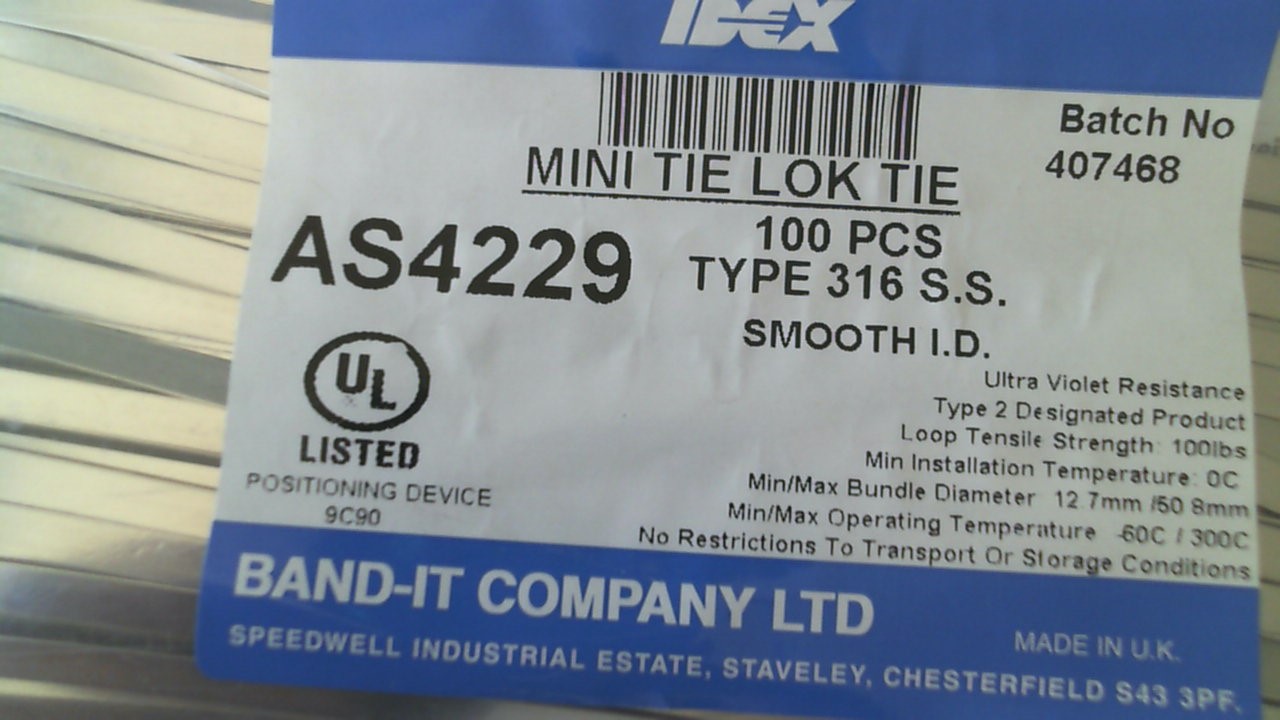 IDEX
Batch No
407468
MINI TIE LOK TIE
AS4229
100 PCS
TYPE 316 S.S.
SMOOTH I.D.
UL
LISTED
POSITIONING DEVICE
9C90
Ultra Violet Resistance
Type 2 Designated Product
Loop Tensile Strength: 100lbs
Min Installation Temperature: 0C
Min/Max Bundle Diameter 12.7mm /50.8mm
Min/Max Operating Temperature -60C / 300C
No Restrictions To Transport Or Storage Conditions
BAND-IT COMPANY LTD
MADE IN U.K.
SPEEDWELL INDUSTRIAL ESTATE, STAVELEY, CHESTERFIELD S43 3PF.